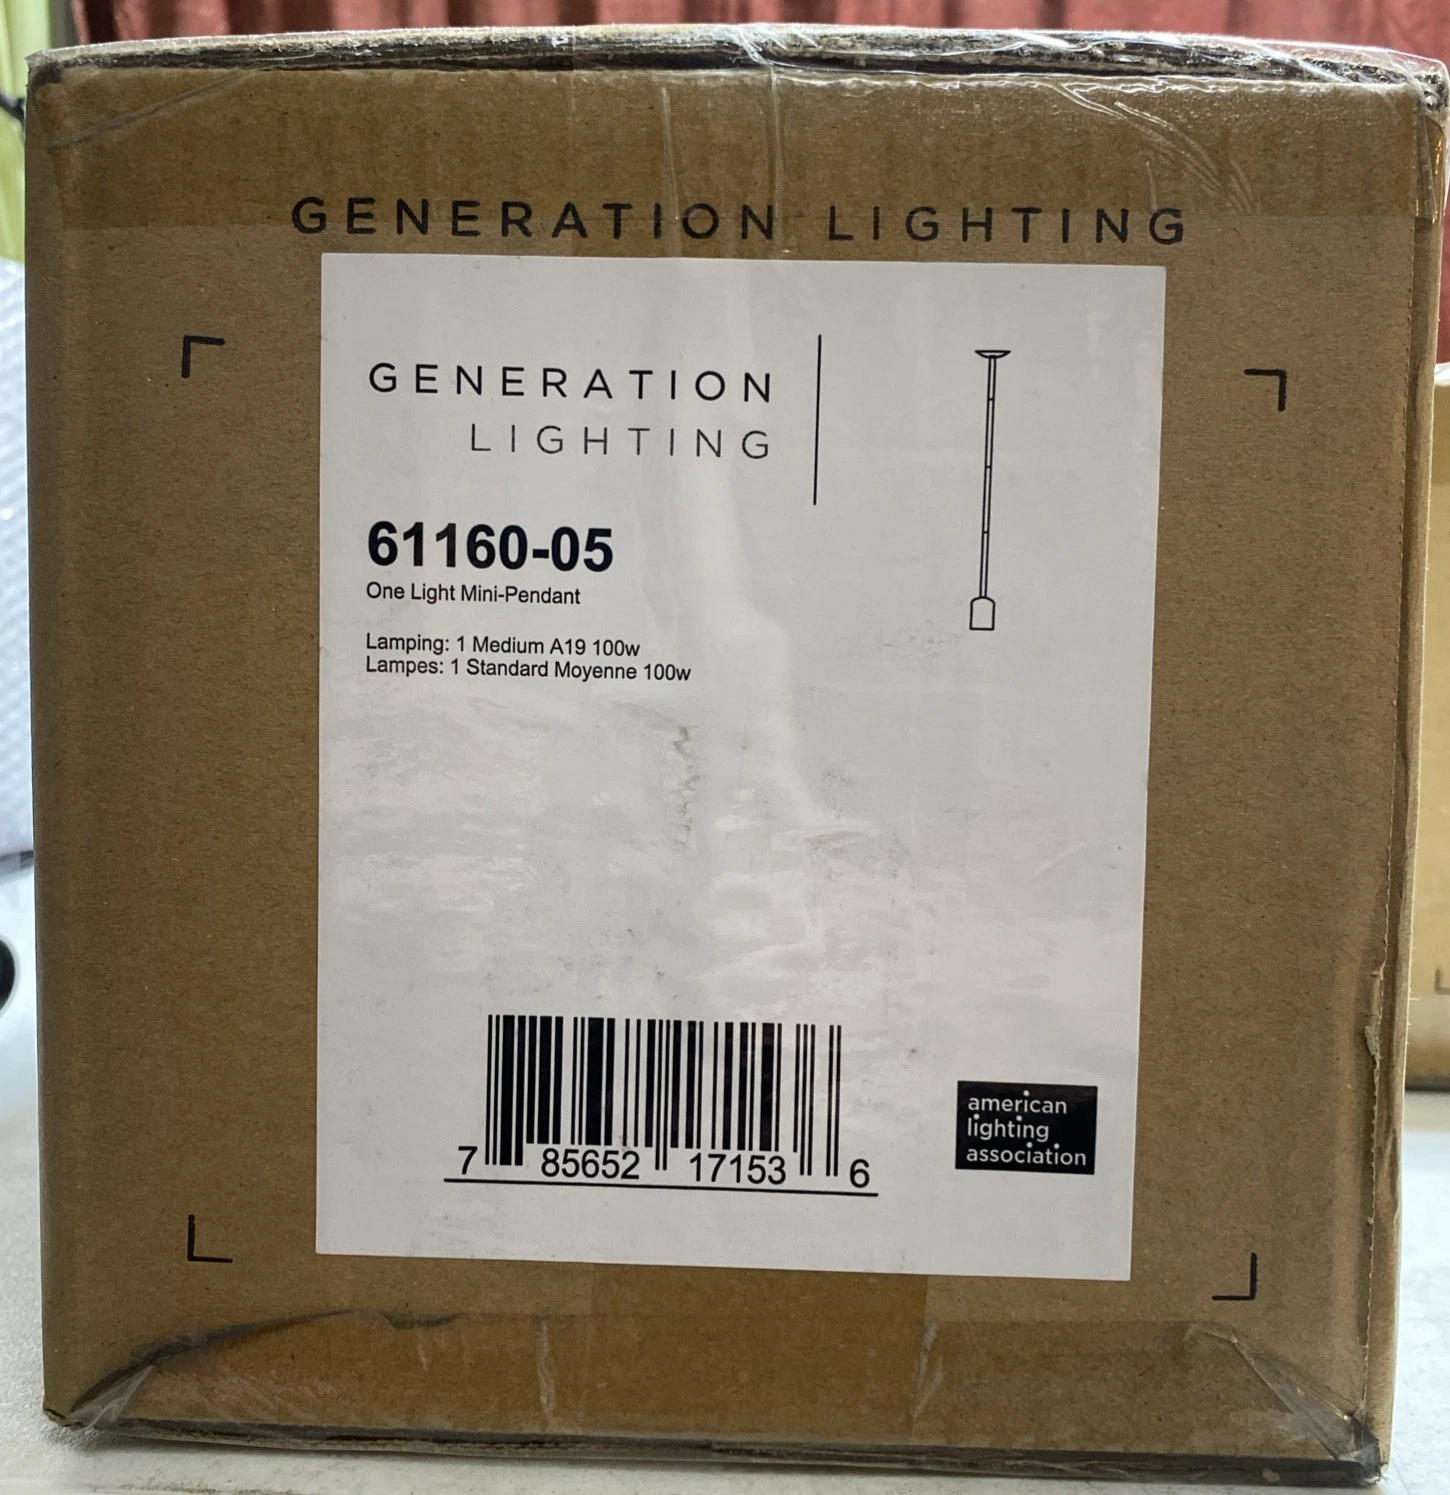 GENERATION LIGHTING
GENERATION
LIGHTING
61160-05
One Light Mini-Pendant
Lamping: 1 Medium A19 100w
Lampes: 1 Standard Moyenne 100w
7 85652 17153 6
american
lighting
association